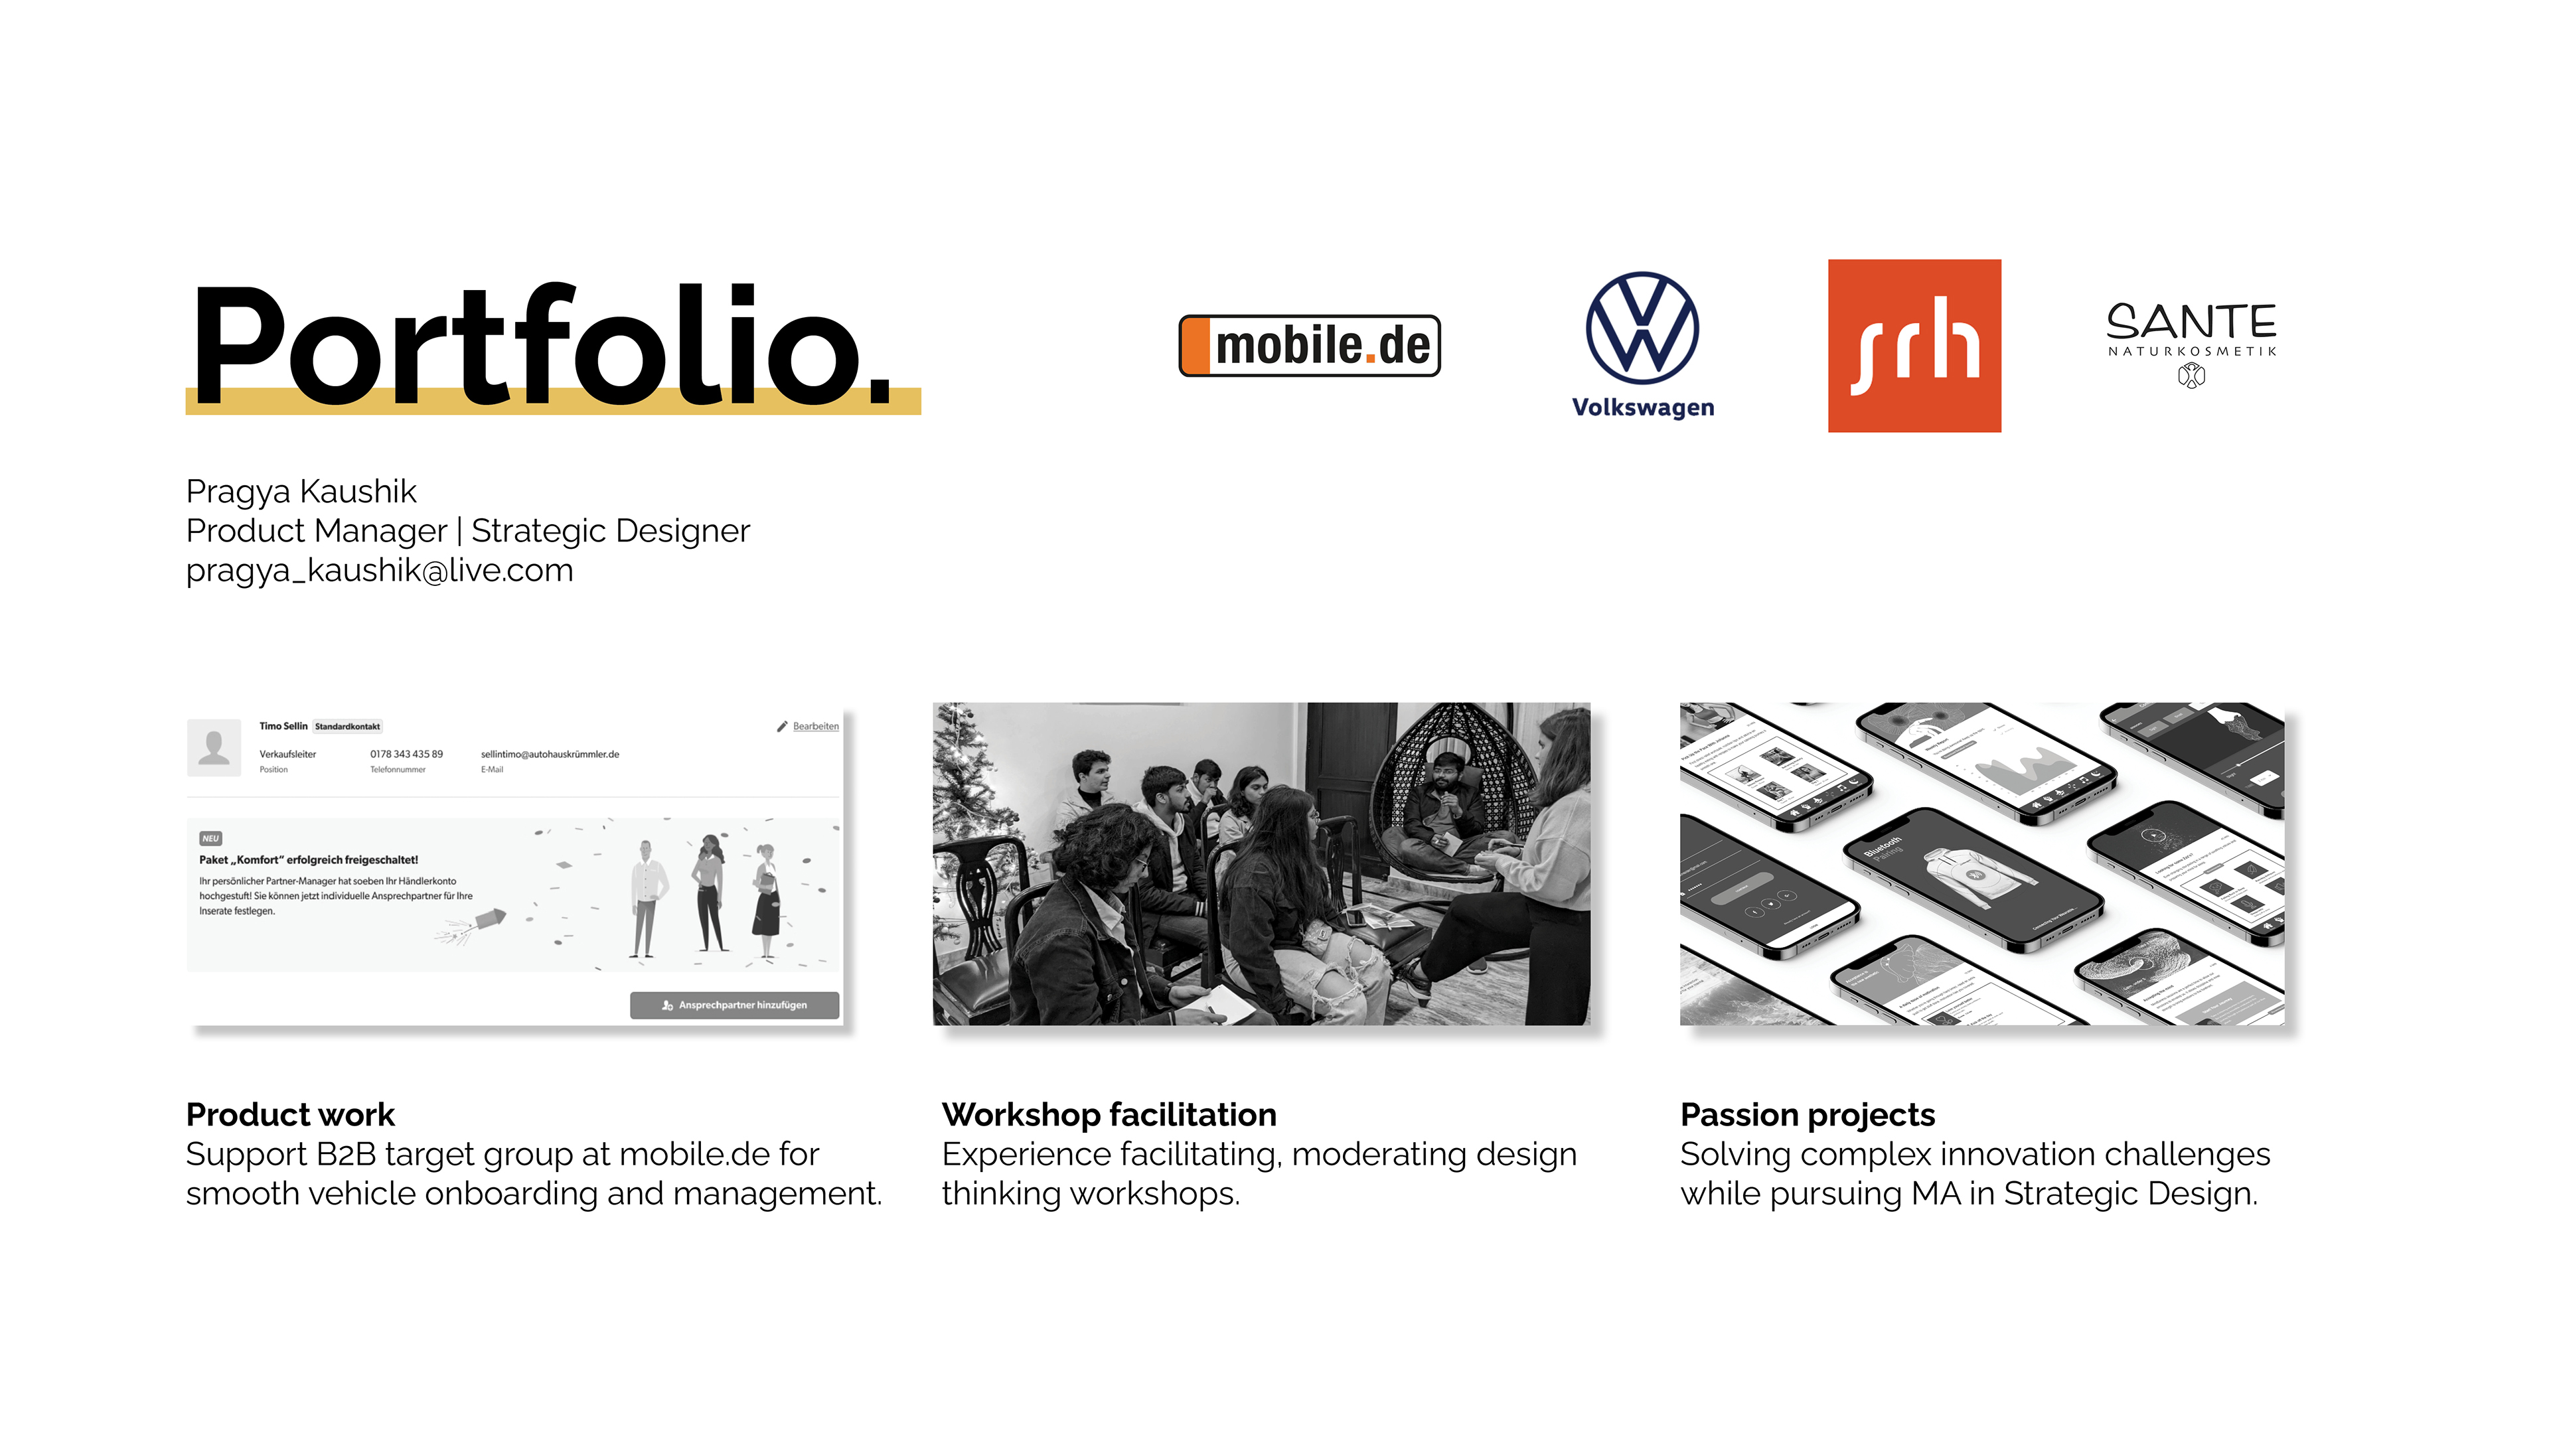 Portfolio.
mobile.de
Volkswagen
srh
SANTE
NATURKOSMETIK
Pragya Kaushik
Product Manager | Strategic Designer
pragya_kaushik@live.com
Timo Sellin Standardkontakt
Bearbeiten
Verkaufsleiter 0178 343 435 89 sellintimo@autohauskrümmler.de
Position Telefonnummer E-Mail
NEU
Paket „Komfort“ erfolgreich freigeschaltet!
Ihr persönlicher Partner-Manager hat soeben Ihr Händlerkonto
hochgestuft! Sie können jetzt individuelle Ansprechpartner für Ihre
Inserate festlegen.
Ansprechpartner hinzufügen
Bluetooth
Pairing
Product work
Support B2B target group at mobile.de for
smooth vehicle onboarding and management.
Workshop facilitation
Experience facilitating, moderating design
thinking workshops.
Passion projects
Solving complex innovation challenges
while pursuing MA in Strategic Design.